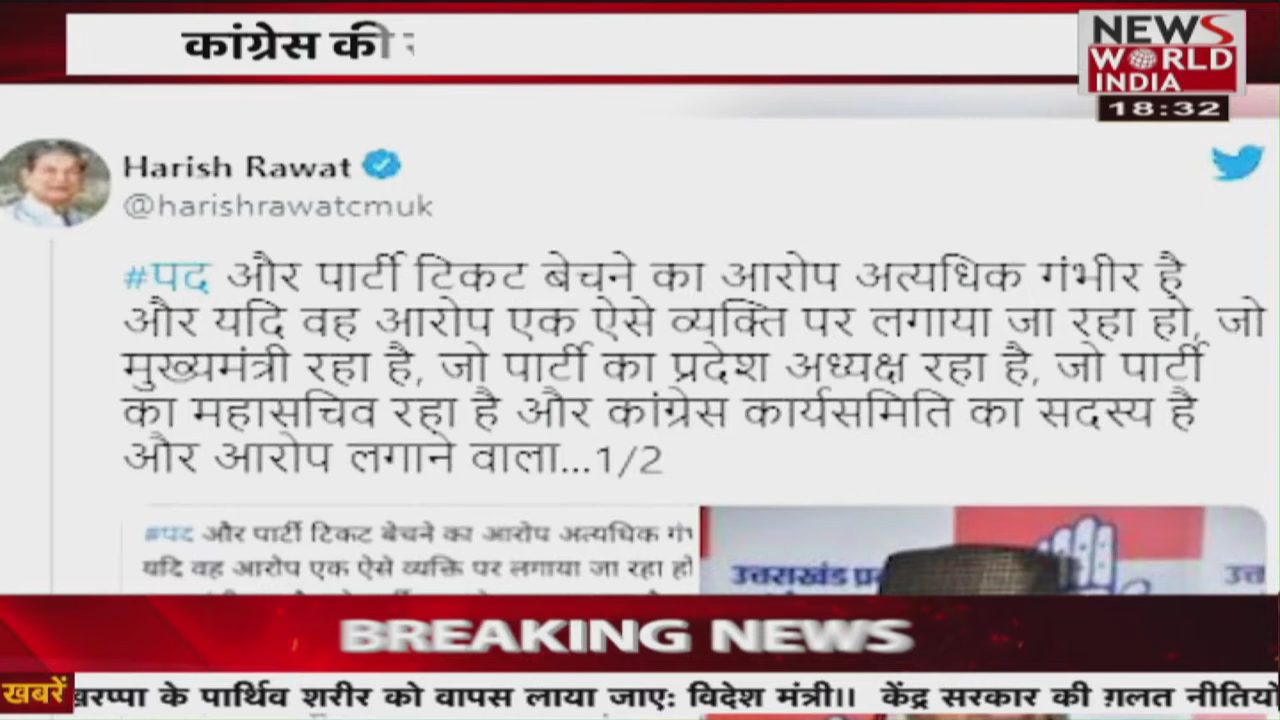 कांग्रेस की
NEWS
WORLD
INDIA
18:32
Harish Rawat
@harishrawatcmuk
#पद और पार्टी टिकट बेचने का आरोप अत्यधिक गंभीर है
और यदि वह आरोप एक ऐसे व्यक्ति पर लगाया जा रहा हो, जो
मुख्यमंत्री रहा है, जो पार्टी का प्रदेश अध्यक्ष रहा है, जो पार्टी
का महासचिव रहा है और कांग्रेस कार्यसमिति का सदस्य है
और आरोप लगाने वाला...1/2
#पद और पार्टी टिकट बेचने का आरोप अत्यधिक
यदि वह आरोप एक ऐसे व्यक्ति पर लगाया जा रहा हो
उत्तराखंड
BREAKING NEWS
खबरें
के पार्थिव शरीर को वापस लाया जाए: विदेश मंत्री।। केंद्र सरकार की ग़लत